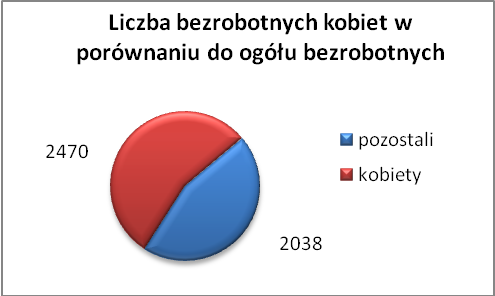 Liczba bezrobotnych kobiet w
porównaniu do ogółu bezrobotnych
2470
pozostali
kobiety
2038